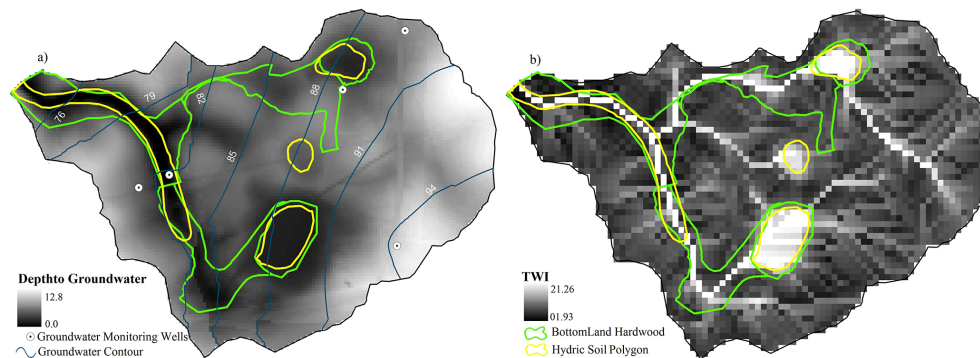 a)
76
79
82
85
88
91
94
Depthto Groundwater
12.8
0.0
Groundwater Monitoring Wells
Groundwater Contour
b)
TWI
21.26
01.93
BottomLand Hardwood
Hydric Soil Polygon